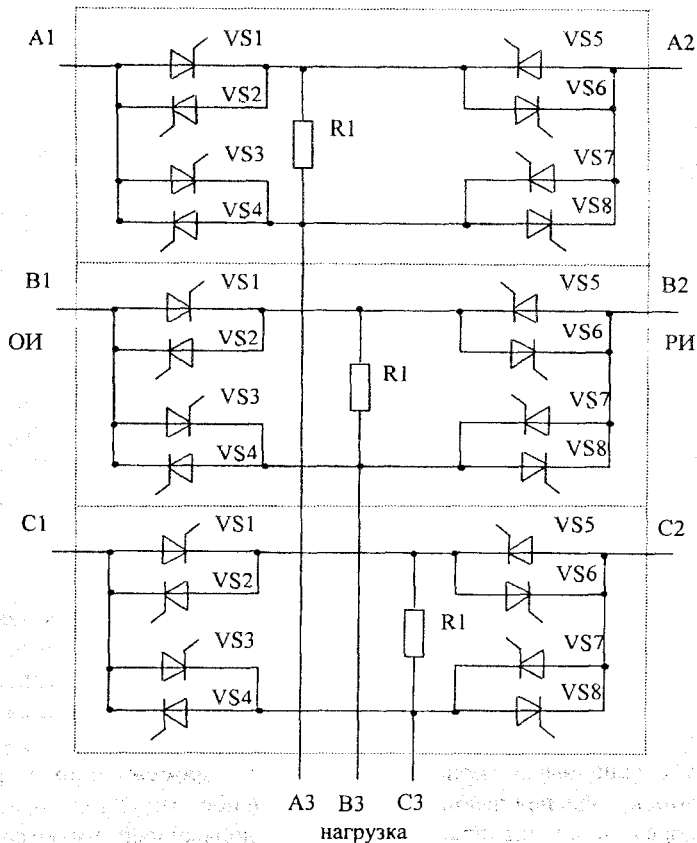 A1 VS1 VS5 A2
VS2 VS6
R1
VS3 VS7
VS4 VS8
B1 VS1 VS5 B2
ОИ VS2 VS6 РИ
R1
VS3 VS7
VS4 VS8
C1 VS1 VS5 C2
VS2 VS6
R1
VS3 VS7
VS4 VS8
A3 B3 C3
нагрузка